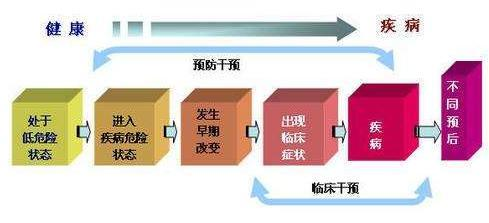 健康
疾病
预防干预
处于
低危险
状态
进入
疾病危险
状态
发生
早期
改变
出现
临床
症状
疾
病
不
同
预
后
临床干预